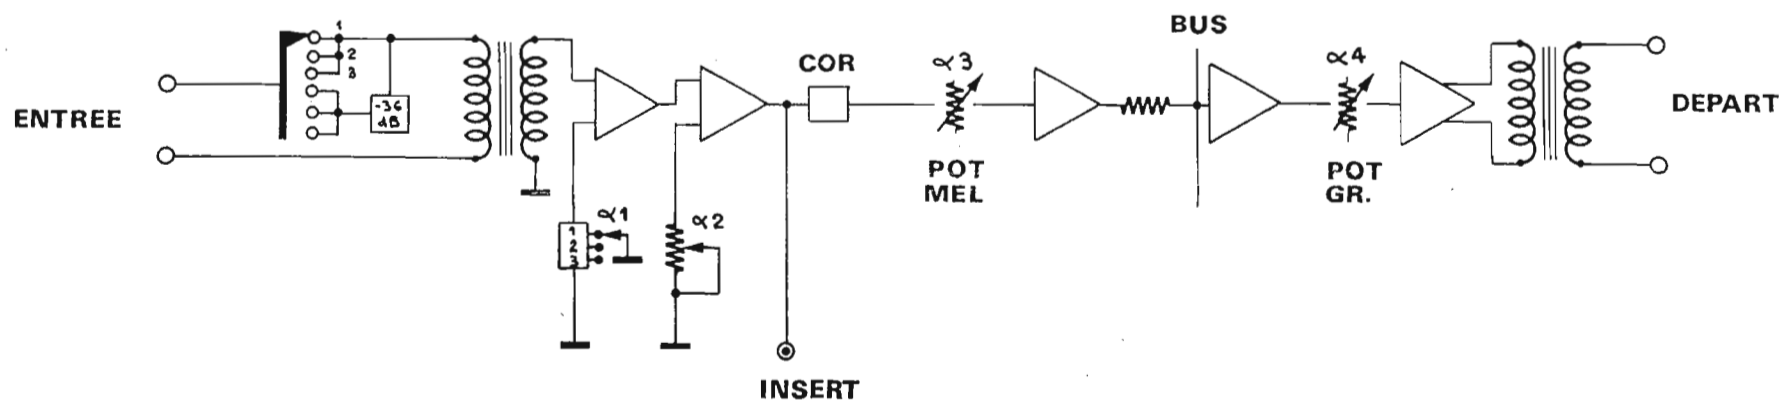 ENTREE
1
2
3
-36
dB
1
2
3
α1
α2
INSERT
COR
α3
POT
MEL
BUS
α4
POT
GR.
DEPART